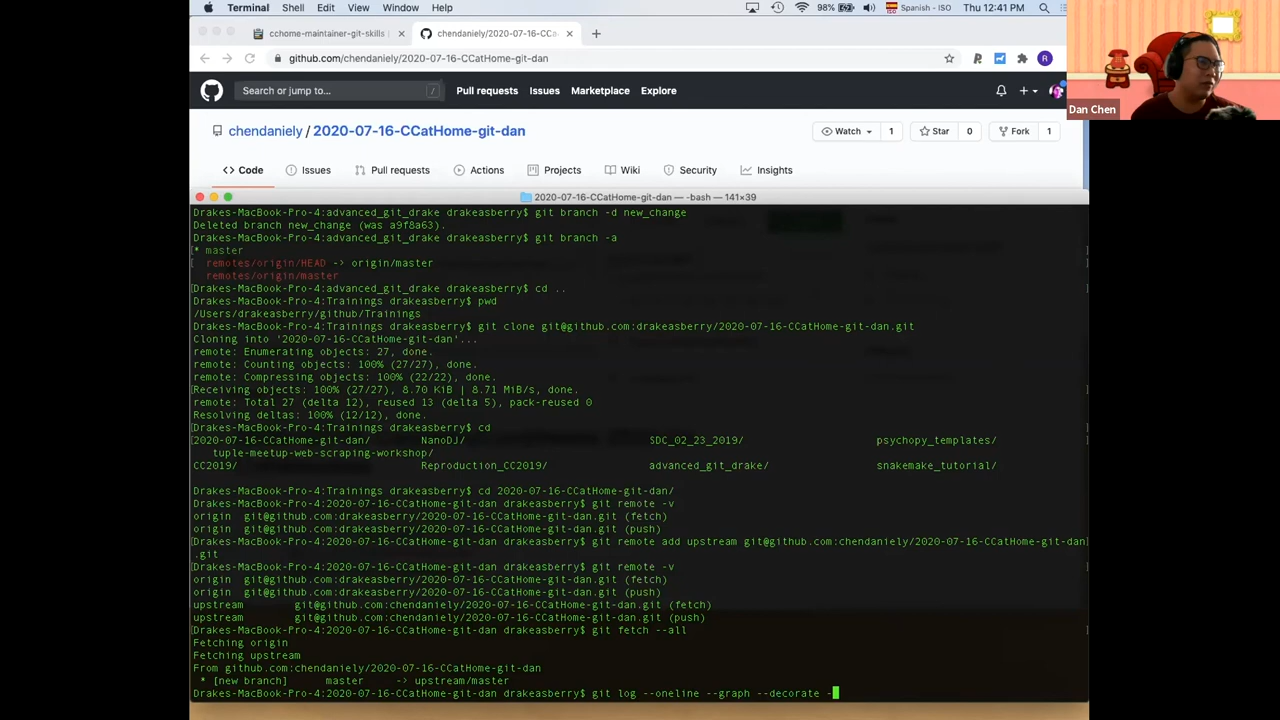 Terminal Shell Edit View Window Help 98% Spanish - ISO Thu 12:41 PM
cchome-maintainer-git-skills | chendaniely/2020-07-16-CCa
github.com/chendaniely/2020-07-16-CCatHome-git-dan R
Dan Chen
Search or jump to... / Pull requests Issues Marketplace Explore
chendaniely / 2020-07-16-CCatHome-git-dan Watch 1 Star 0 Fork 1
<> Code Issues Pull requests Actions Projects Wiki Security Insights
2020-07-16-CCatHome-git-dan — -bash — 141×39
Drakes-MacBook-Pro-4:advanced_git_drake drakeasberry$ git branch -d new_change
Deleted branch new_change (was a9f8a63).
Drakes-MacBook-Pro-4:advanced_git_drake drakeasberry$ git branch -a
* master
remotes/origin/HEAD -> origin/master
remotes/origin/master
Drakes-MacBook-Pro-4:advanced_git_drake drakeasberry$ cd ..
Drakes-MacBook-Pro-4:Trainings drakeasberry$ pwd
/Users/drakeasberry/github/Trainings
Drakes-MacBook-Pro-4:Trainings drakeasberry$ git clone git@github.com:drakeasberry/2020-07-16-CCatHome-git-dan.git
Cloning into '2020-07-16-CCatHome-git-dan'...
remote: Enumerating objects: 27, done.
remote: Counting objects: 100% (27/27), done.
remote: Compressing objects: 100% (22/22), done.
Receiving objects: 100% (27/27), 8.70 KiB | 8.71 MiB/s, done.
remote: Total 27 (delta 12), reused 13 (delta 5), pack-reused 0
Resolving deltas: 100% (12/12), done.
Drakes-MacBook-Pro-4:Trainings drakeasberry$ cd
2020-07-16-CCatHome-git-dan/ NanoDJ/ SDC_02_23_2019/ psychopy_templates/
tuple-meetup-web-scraping-workshop/
CC2019/ Reproduction_CC2019/ advanced_git_drake/ snakemake_tutorial/
Drakes-MacBook-Pro-4:Trainings drakeasberry$ cd 2020-07-16-CCatHome-git-dan/
Drakes-MacBook-Pro-4:2020-07-16-CCatHome-git-dan drakeasberry$ git remote -v
origin git@github.com:drakeasberry/2020-07-16-CCatHome-git-dan.git (fetch)
origin git@github.com:drakeasberry/2020-07-16-CCatHome-git-dan.git (push)
Drakes-MacBook-Pro-4:2020-07-16-CCatHome-git-dan drakeasberry$ git remote add upstream git@github.com:chendaniely/2020-07-16-CCatHome-git-dan
.git
Drakes-MacBook-Pro-4:2020-07-16-CCatHome-git-dan drakeasberry$ git remote -v
origin git@github.com:drakeasberry/2020-07-16-CCatHome-git-dan.git (fetch)
origin git@github.com:drakeasberry/2020-07-16-CCatHome-git-dan.git (push)
upstream git@github.com:chendaniely/2020-07-16-CCatHome-git-dan.git (fetch)
upstream git@github.com:chendaniely/2020-07-16-CCatHome-git-dan.git (push)
Drakes-MacBook-Pro-4:2020-07-16-CCatHome-git-dan drakeasberry$ git fetch --all
Fetching origin
Fetching upstream
From github.com:chendaniely/2020-07-16-CCatHome-git-dan
* [new branch] master -> upstream/master
Drakes-MacBook-Pro-4:2020-07-16-CCatHome-git-dan drakeasberry$ git log --oneline --graph --decorate -